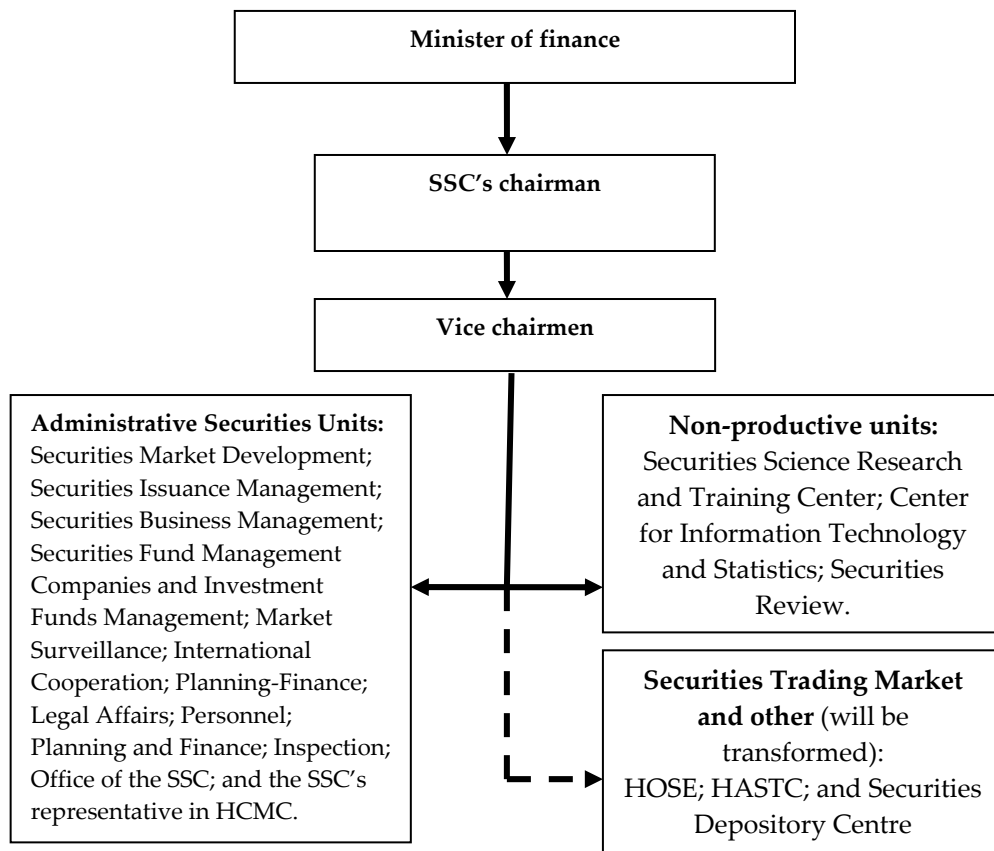 Minister of finance
SSC’s chairman
Vice chairmen
Administrative Securities Units:
Securities Market Development;
Securities Issuance Management;
Securities Business Management;
Securities Fund Management
Companies and Investment
Funds Management; Market
Surveillance; International
Cooperation; Planning-Finance;
Legal Affairs; Personnel;
Planning and Finance; Inspection;
Office of the SSC; and the SSC’s
representative in HCMC.
Non-productive units:
Securities Science Research
and Training Center; Center
for Information Technology
and Statistics; Securities
Review.
Securities Trading Market
and other (will be
transformed):
HOSE; HASTC; and Securities
Depository Centre